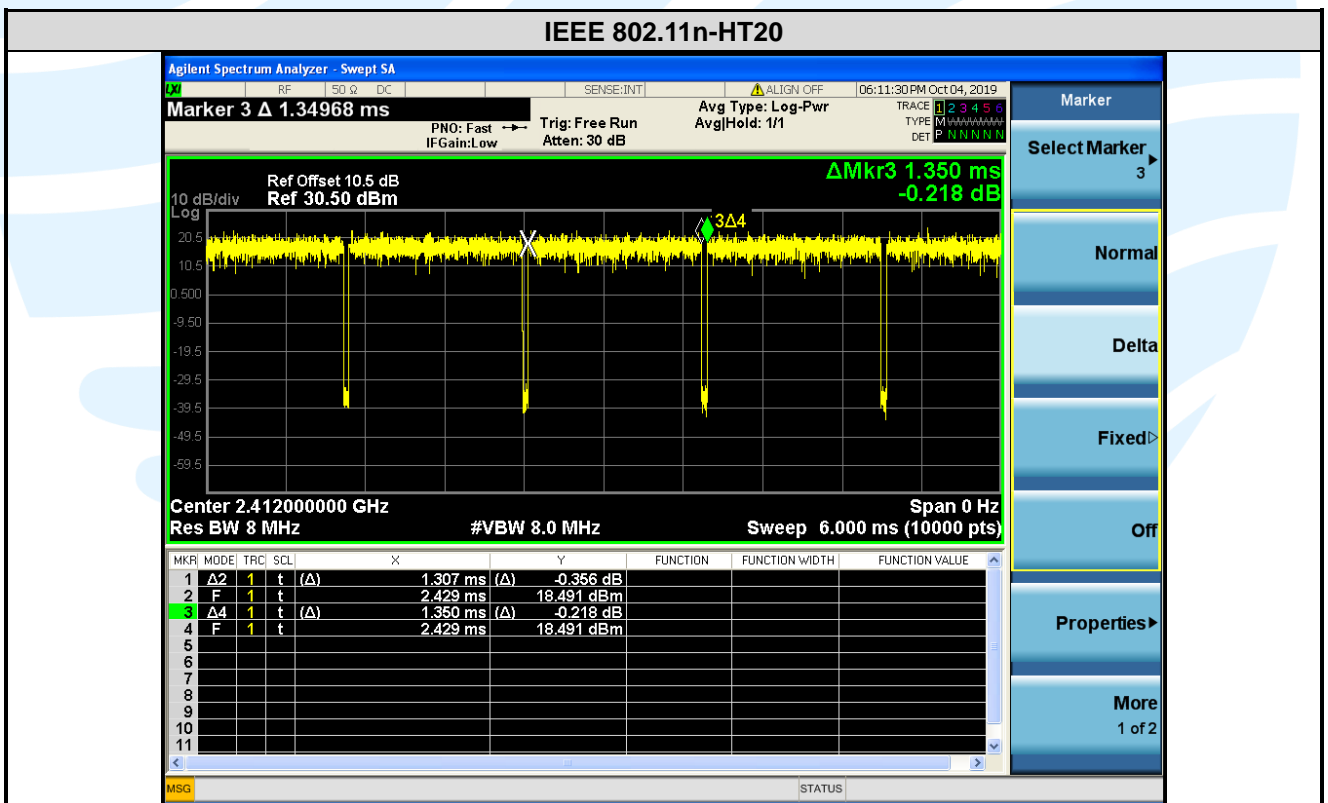 IEEE 802.11n-HT20
Agilent Spectrum Analyzer - Swept SA
LXI RF 50 Ω DC SENSE:INT ALIGN OFF 06:11:30 PM Oct 04, 2019
Marker 3 Δ 1.34968 ms
PNO: Fast
IFGain:Low
Trig: Free Run
Atten: 30 dB
Avg Type: Log-Pwr
Avg|Hold: 1/1
TRACE 1 2 3 4 5 6
TYPE M
DET P N N N N N
ΔMkr3 1.350 ms
-0.218 dB
Ref Offset 10.5 dB
10 dB/div Ref 30.50 dBm
Log
20.5
10.5
0.500
-9.50
-19.5
-29.5
-39.5
-49.5
-59.5
3Δ4
Center 2.412000000 GHz Span 0 Hz
Res BW 8 MHz #VBW 8.0 MHz Sweep 6.000 ms (10000 pts)
MKR MODE TRC SCL X Y FUNCTION FUNCTION WIDTH FUNCTION VALUE
1 Δ2 1 t (Δ) 1.307 ms (Δ) -0.356 dB
2 F 1 t 2.429 ms 18.491 dBm
3 Δ4 1 t (Δ) 1.350 ms (Δ) -0.218 dB
4 F 1 t 2.429 ms 18.491 dBm
5
6
7
8
9
10
11
MSG STATUS
Marker
Select Marker
3
Normal
Delta
Fixed
Off
Properties
More
1 of 2